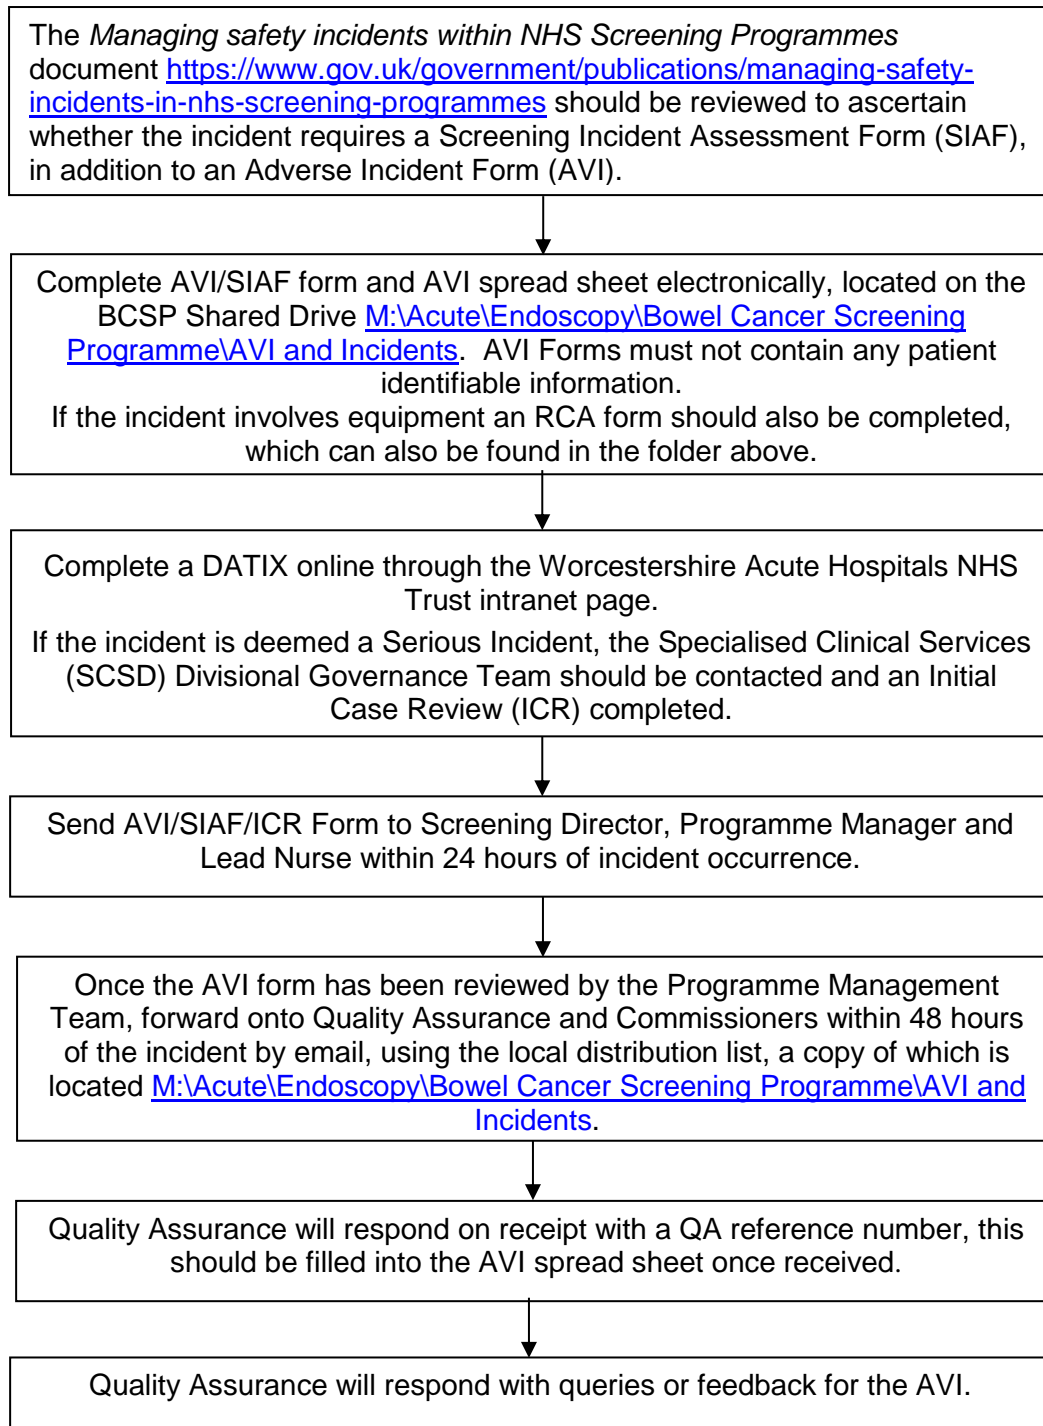 The Managing safety incidents within NHS Screening Programmes
document https://www.gov.uk/government/publications/managing-safety-
incidents-in-nhs-screening-programmes should be reviewed to ascertain
whether the incident requires a Screening Incident Assessment Form (SIAF),
in addition to an Adverse Incident Form (AVI).
Complete AVI/SIAF form and AVI spread sheet electronically, located on the
BCSP Shared Drive M:\Acute\Endoscopy\Bowel Cancer Screening
Programme\AVI and Incidents. AVI Forms must not contain any patient
identifiable information.
If the incident involves equipment an RCA form should also be completed,
which can also be found in the folder above.
Complete a DATIX online through the Worcestershire Acute Hospitals NHS
Trust intranet page.
If the incident is deemed a Serious Incident, the Specialised Clinical Services
(SCSD) Divisional Governance Team should be contacted and an Initial
Case Review (ICR) completed.
Send AVI/SIAF/ICR Form to Screening Director, Programme Manager and
Lead Nurse within 24 hours of incident occurrence.
Once the AVI form has been reviewed by the Programme Management
Team, forward onto Quality Assurance and Commissioners within 48 hours
of the incident by email, using the local distribution list, a copy of which is
located M:\Acute\Endoscopy\Bowel Cancer Screening Programme\AVI and
Incidents.
Quality Assurance will respond on receipt with a QA reference number, this
should be filled into the AVI spread sheet once received.
Quality Assurance will respond with queries or feedback for the AVI.